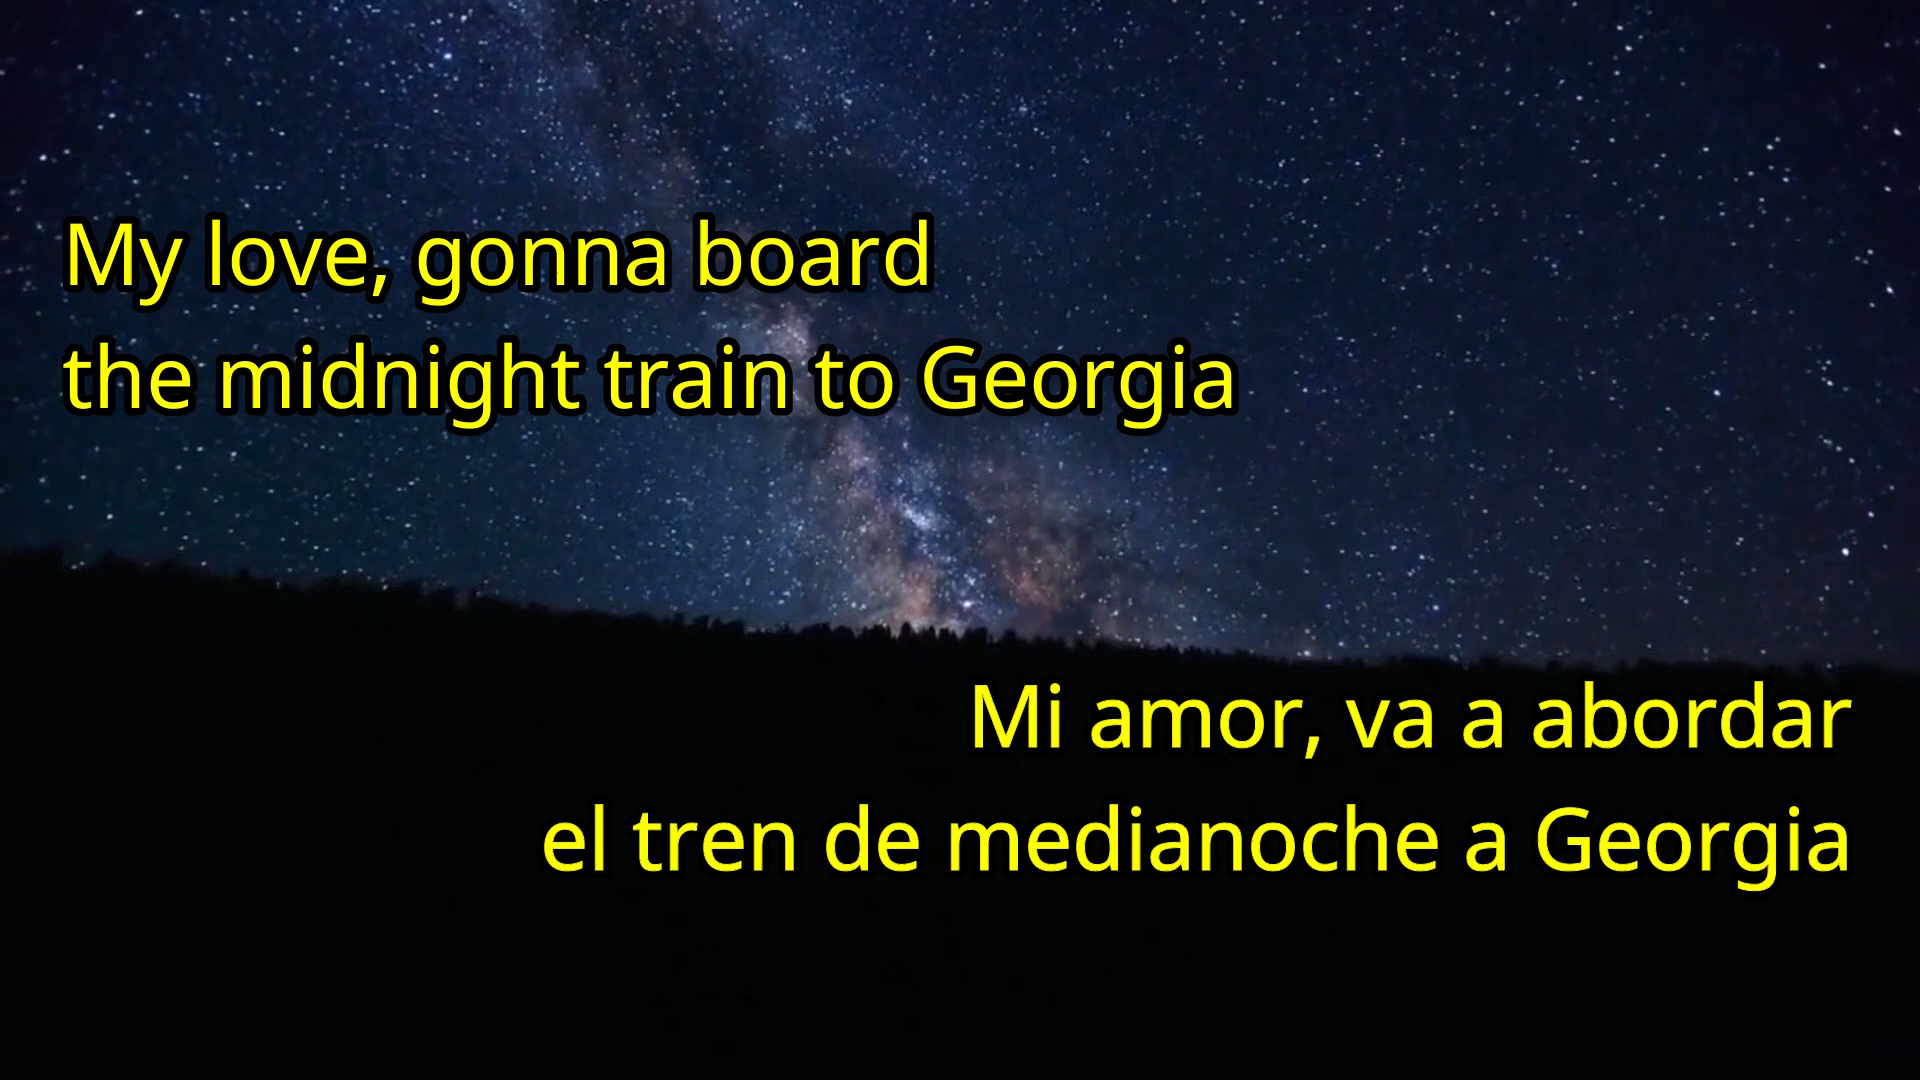 My love, gonna board
the midnight train to Georgia
Mi amor, va a abordar
el tren de medianoche a Georgia